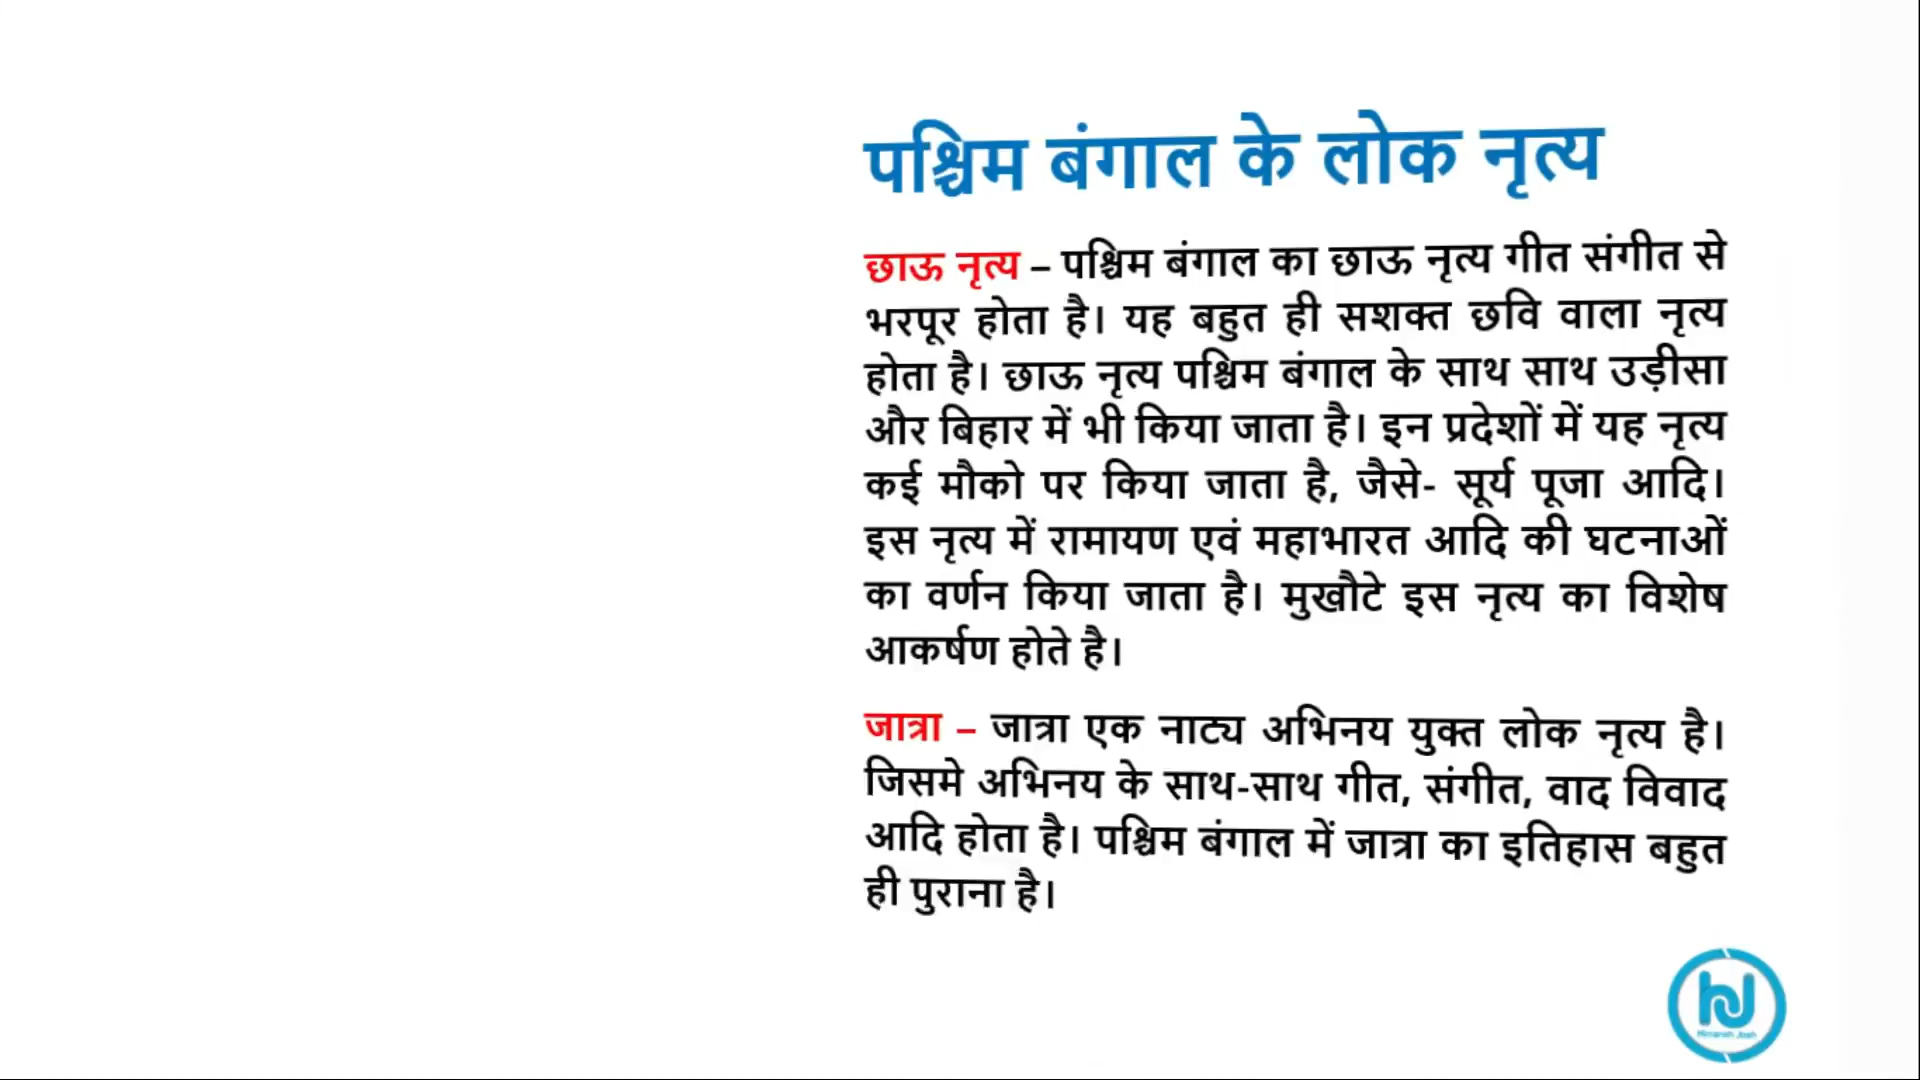 पश्चिम बंगाल के लोक नृत्य
छाऊ नृत्य – पश्चिम बंगाल का छाऊ नृत्य गीत संगीत से
भरपूर होता है। यह बहुत ही सशक्त छवि वाला नृत्य
होता है। छाऊ नृत्य पश्चिम बंगाल के साथ साथ उड़ीसा
और बिहार में भी किया जाता है। इन प्रदेशों में यह नृत्य
कई मौको पर किया जाता है, जैसे- सूर्य पूजा आदि।
इस नृत्य में रामायण एवं महाभारत आदि की घटनाओं
का वर्णन किया जाता है। मुखौटे इस नृत्य का विशेष
आकर्षण होते है।
जात्रा – जात्रा एक नाट्य अभिनय युक्त लोक नृत्य है।
जिसमे अभिनय के साथ-साथ गीत, संगीत, वाद विवाद
आदि होता है। पश्चिम बंगाल में जात्रा का इतिहास बहुत
ही पुराना है।